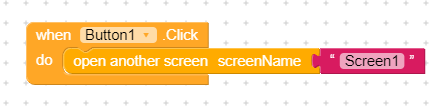 when Button1 .Click
do open another screen screenName " Screen1 "